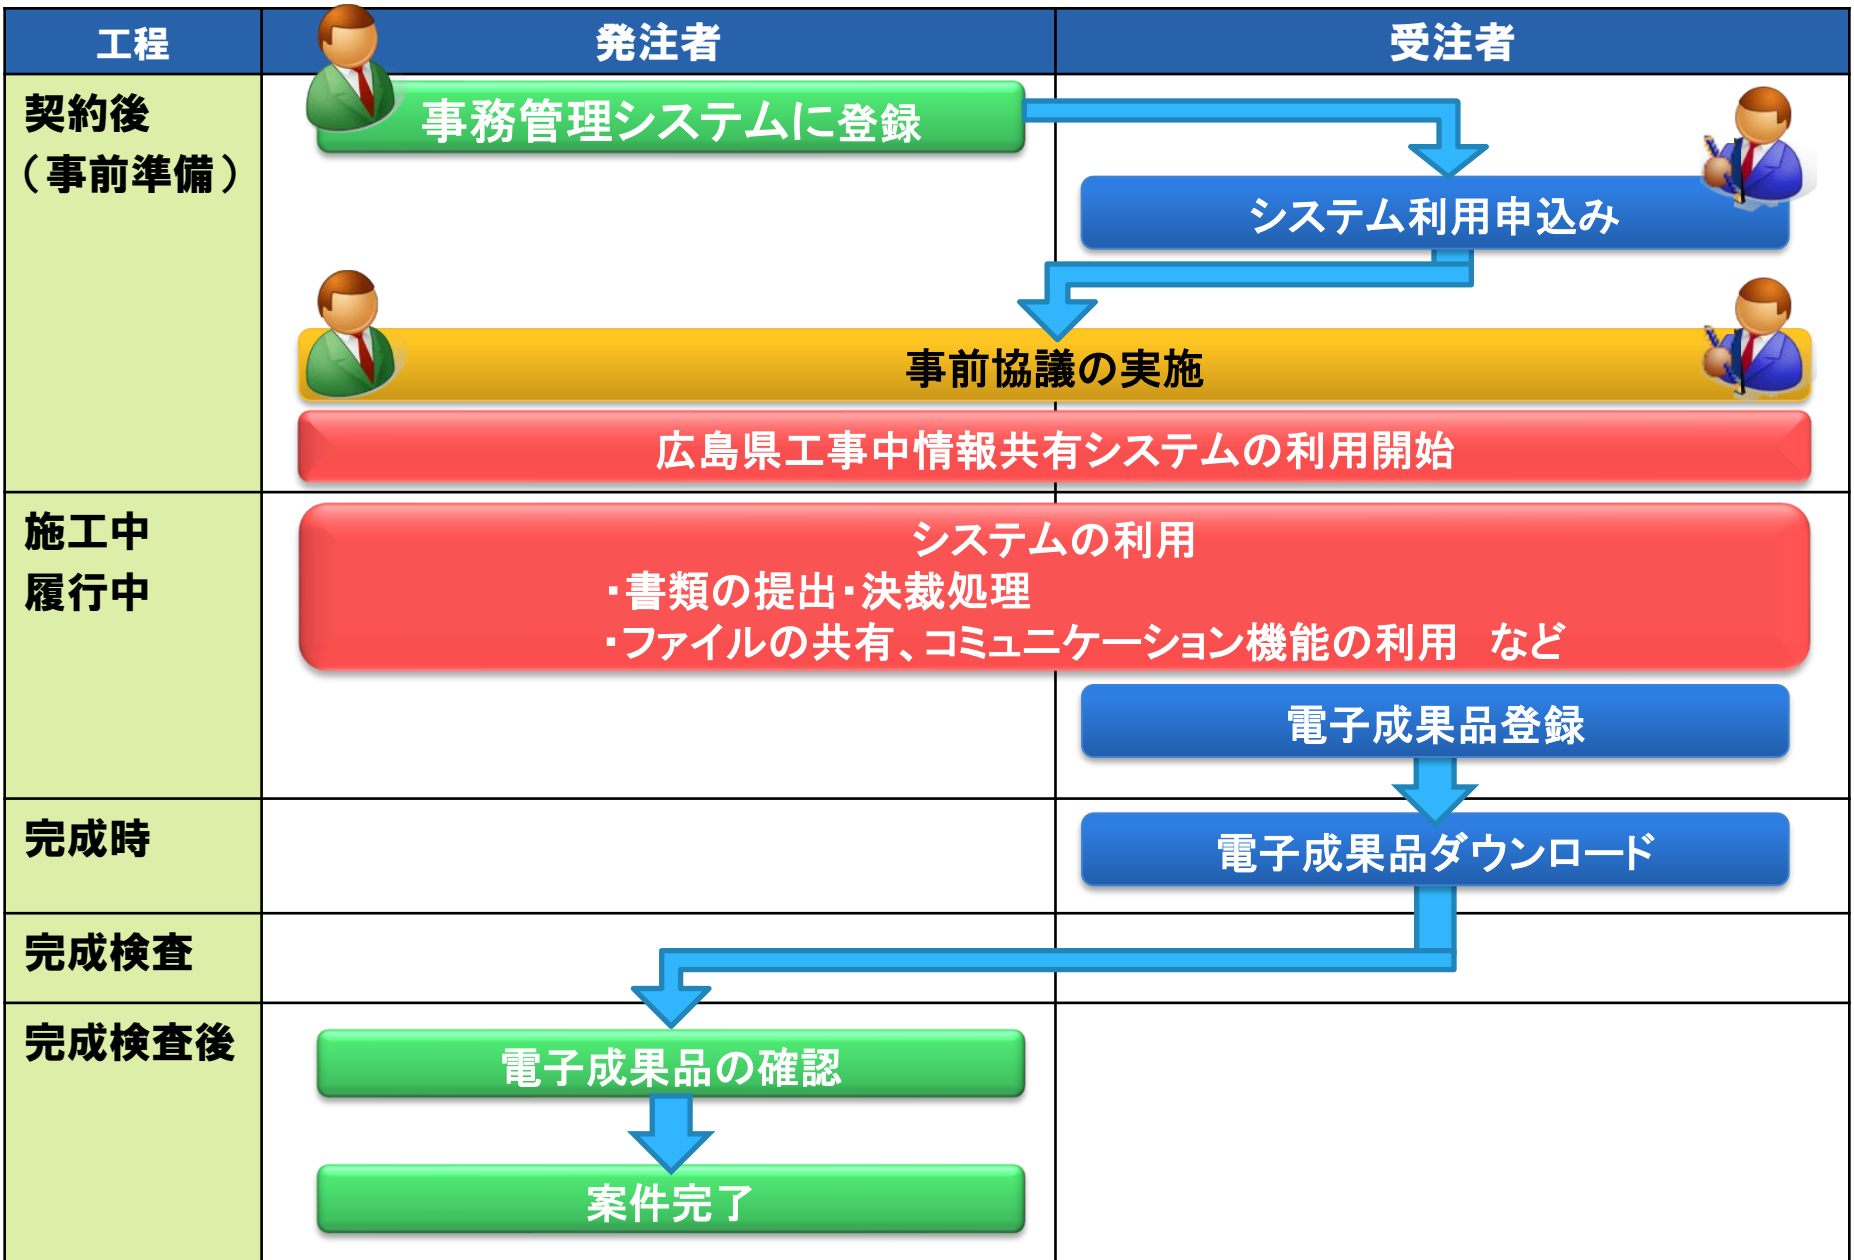 工程
発注者
受注者
契約後
（事前準備）
事務管理システムに登録
システム利用申込み
事前協議の実施
広島県工事中情報共有システムの利用開始
施工中
履行中
システムの利用
・書類の提出・決裁処理
・ファイルの共有、コミュニケーション機能の利用　など
電子成果品登録
完成時
電子成果品ダウンロード
完成検査
完成検査後
電子成果品の確認
案件完了